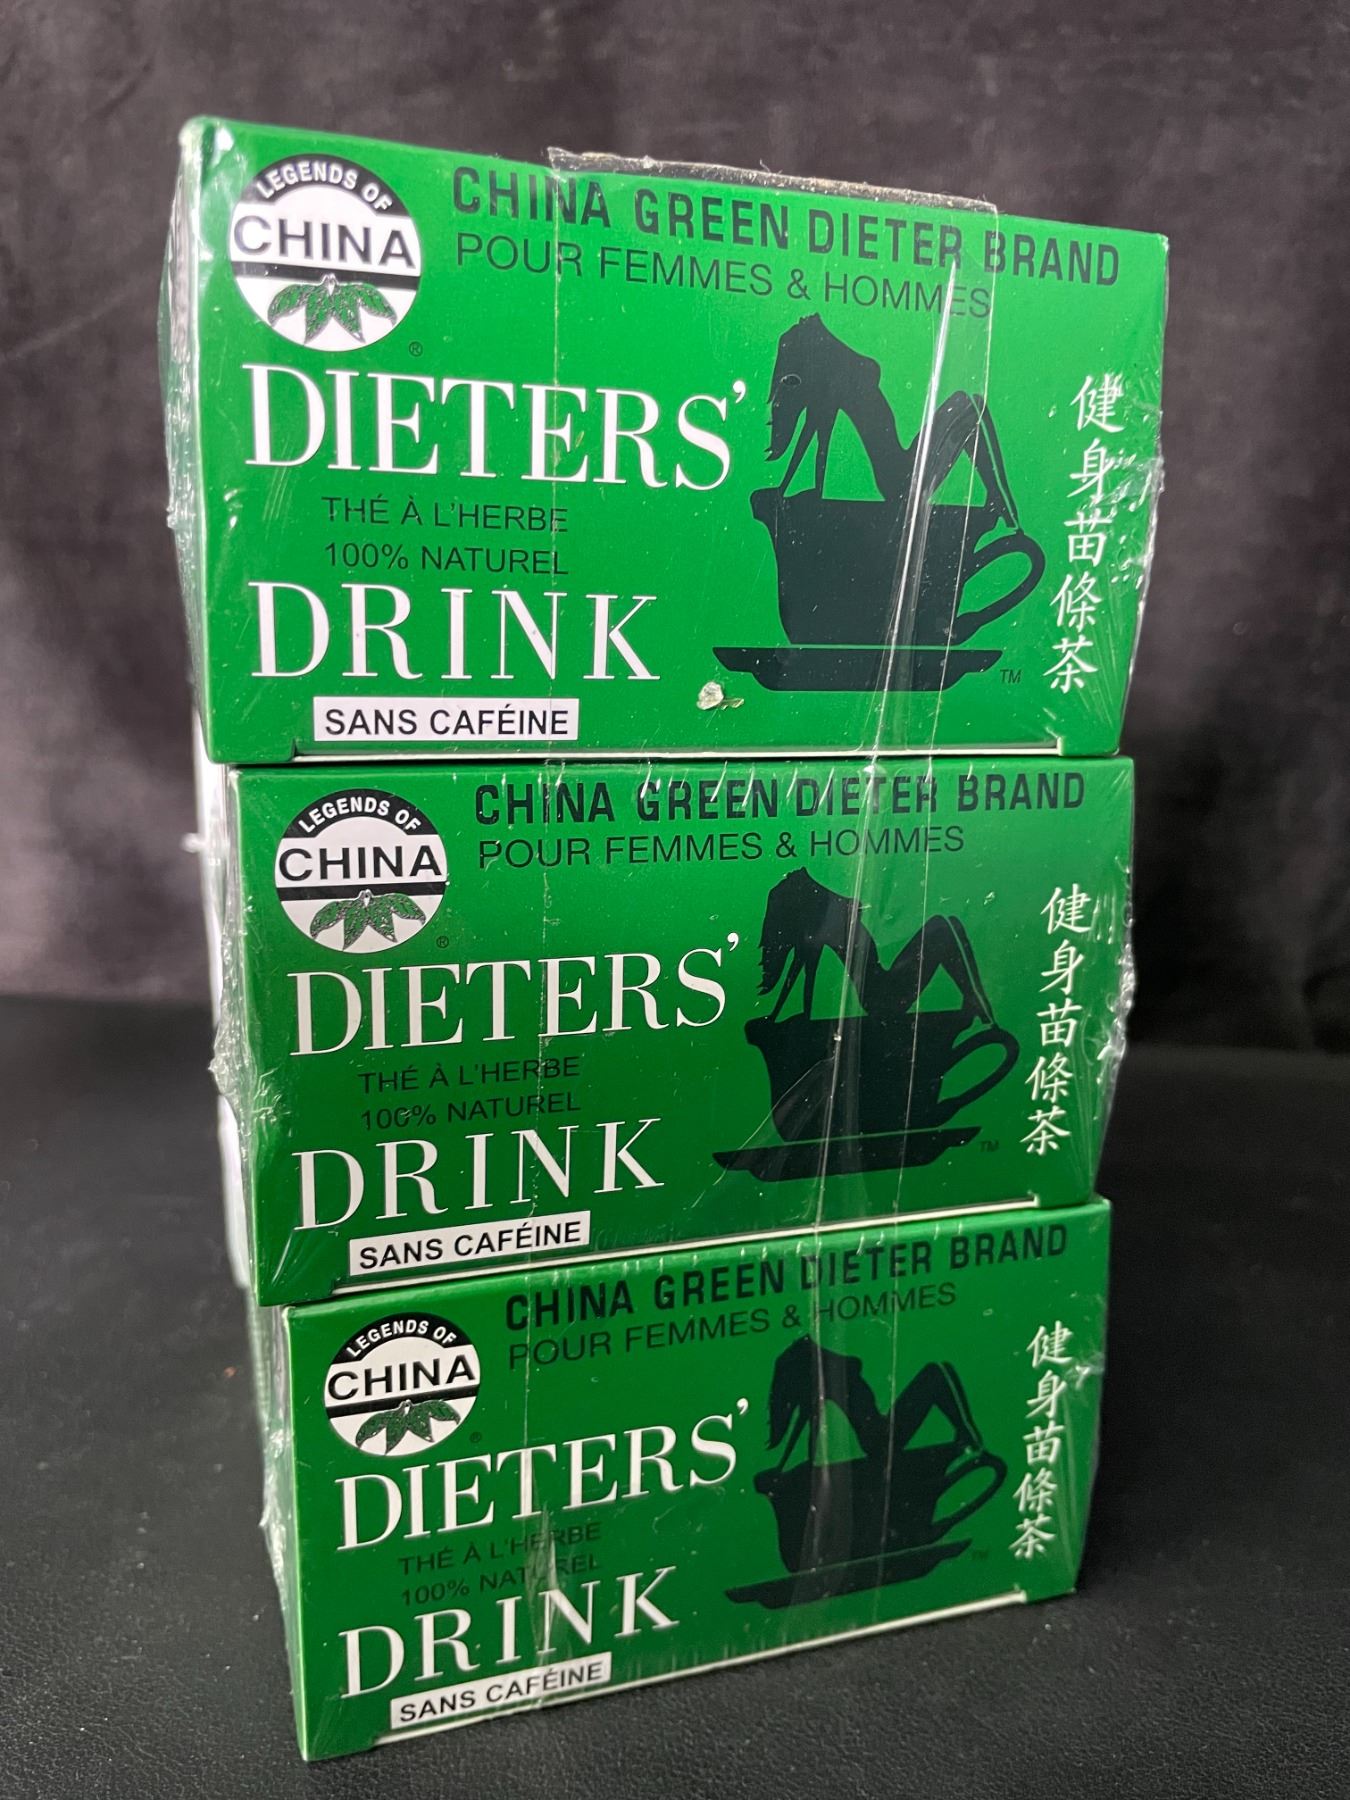 LEGENDS OF
CHINA
®
CHINA GREEN DIETER BRAND
POUR FEMMES & HOMMES
DIETERS'
THÉ À L'HERBE
100% NATUREL
DRINK
SANS CAFÉINE
TM
健身苗條茶
LEGENDS OF
CHINA
®
CHINA GREEN DIETER BRAND
POUR FEMMES & HOMMES
DIETERS'
THÉ À L'HERBE
100% NATUREL
DRINK
SANS CAFÉINE
TM
健身苗條茶
LEGENDS OF
CHINA
®
CHINA GREEN DIETER BRAND
POUR FEMMES & HOMMES
DIETERS'
THÉ À L'HERBE
100% NATUREL
DRINK
SANS CAFÉINE
TM
健身苗條茶